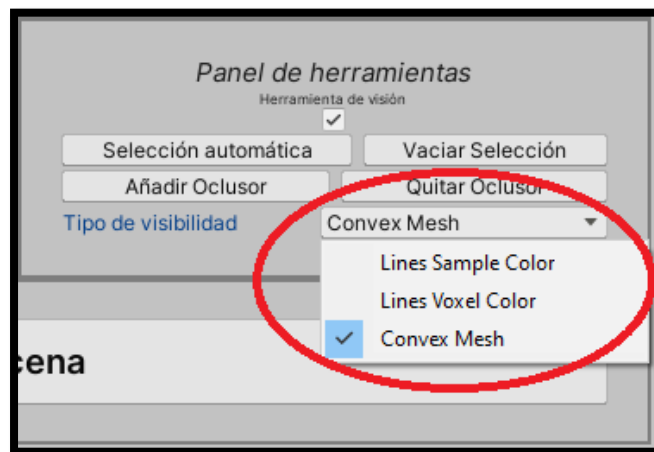 Panel de herramientas
Herramienta de visión
Selección automática Vaciar Selección
Añadir Oclusor Quitar Oclusor
Tipo de visibilidad Convex Mesh
Lines Sample Color
Lines Voxel Color
Convex Mesh
cena